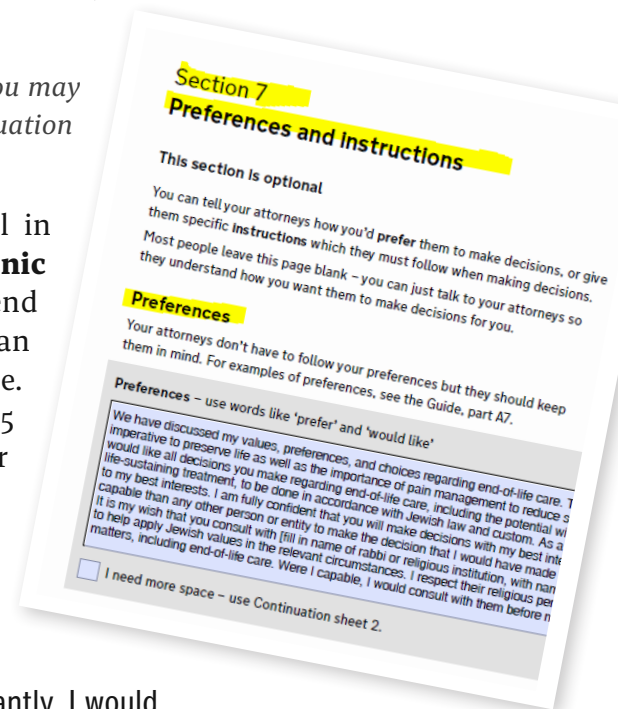 ou may
uation
l in
nic
end
an
e.
5
r
antly, I would
Section 7
Preferences and instructions
This section is optional
You can tell your attorneys how you'd prefer them to make decisions, or give
them specific instructions which they must follow when making decisions.
Most people leave this page blank – you can just talk to your attorneys so
they understand how you want them to make decisions for you.
Preferences
Your attorneys don't have to follow your preferences but they should keep
them in mind. For examples of preferences, see the Guide, part A7.
Preferences – use words like 'prefer' and 'would like'
We have discussed my values, preferences, and choices regarding end-of-life care. T
imperative to preserve life as well as the importance of pain management to reduce s
would like all decisions you make regarding end-of-life care, including the potential wi
life-sustaining treatment, to be done in accordance with Jewish law and custom. As a
to my best interests. I am fully confident that you will make decisions with my best inte
capable than any other person or entity to make the decision that I would have made
It is my wish that you consult with [fill in name of rabbi or religious institution, with nam
to help apply Jewish values in the relevant circumstances. I respect their religious per
matters, including end-of-life care. Were I capable, I would consult with them before m
I need more space – use Continuation sheet 2.